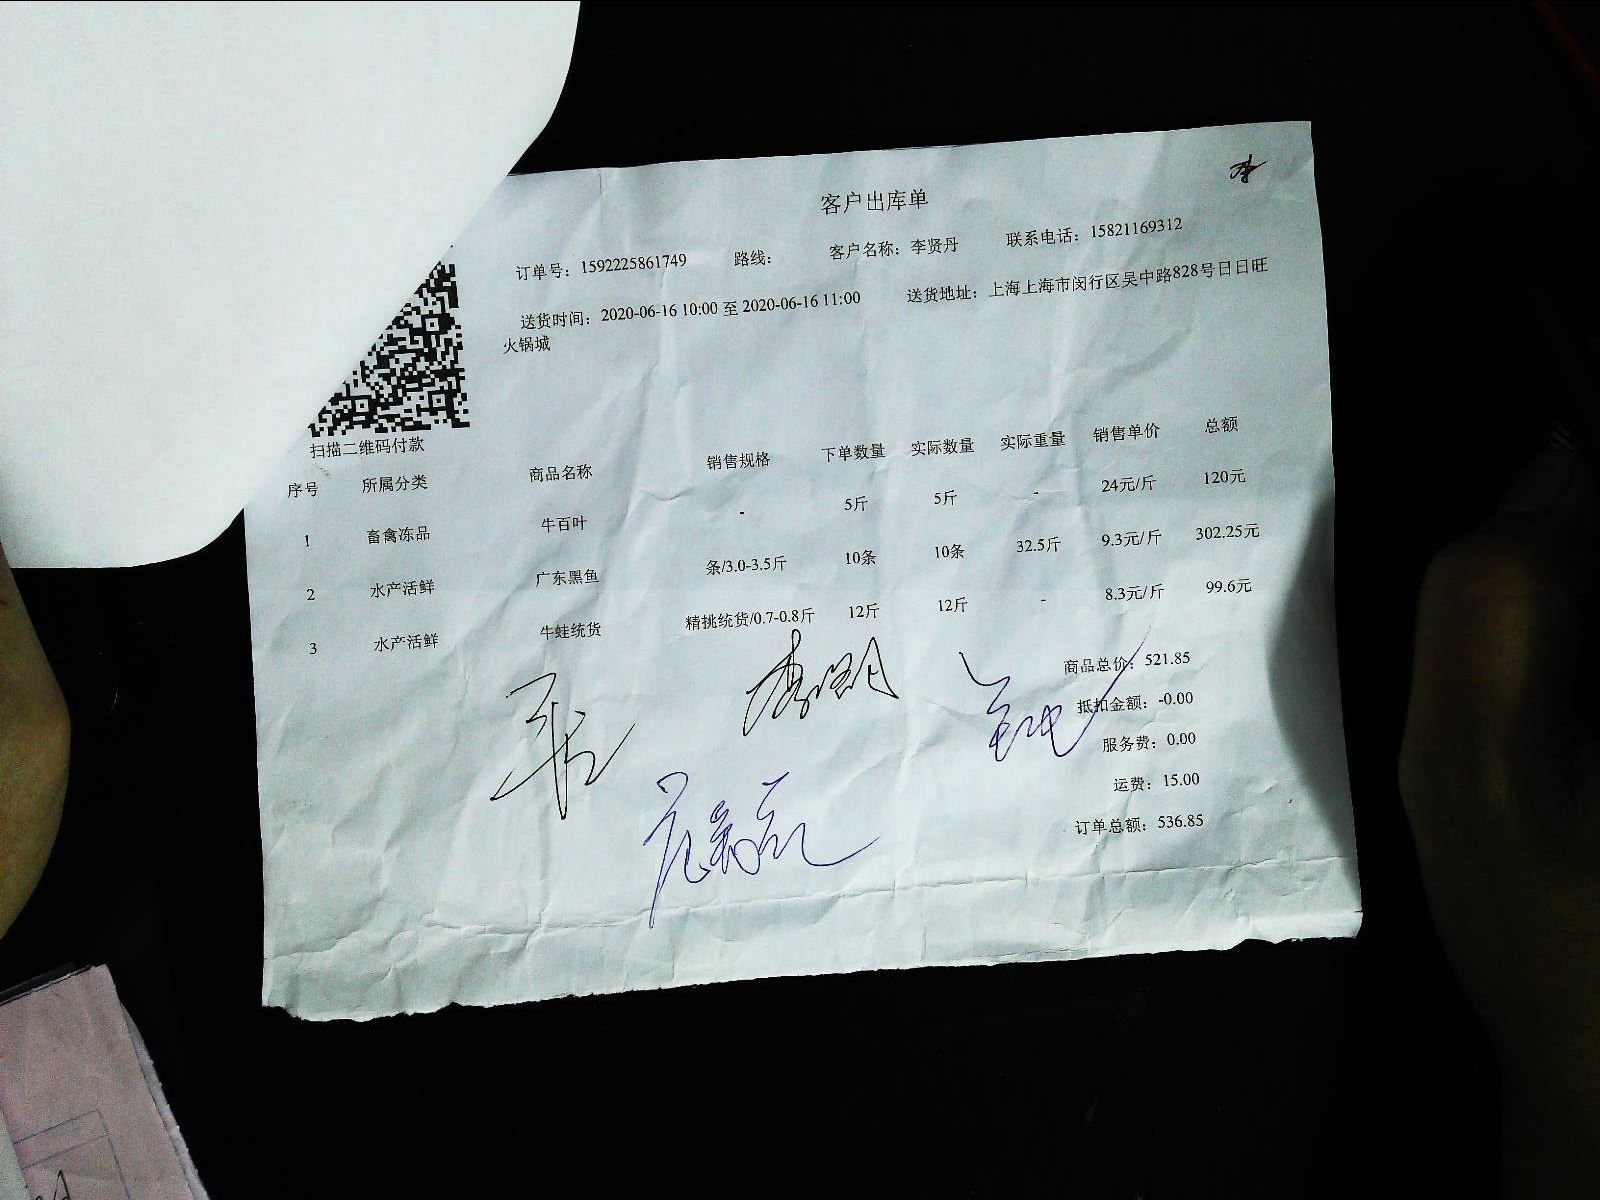 客户出库单
订单号：1592225861749 路线： 客户名称：李贤丹 联系电话：15821169312
送货时间：2020-06-16 10:00 至 2020-06-16 11:00 送货地址：上海上海市闵行区吴中路828号日日旺
火锅城
扫描二维码付款
序号 所属分类 商品名称 销售规格 下单数量 实际数量 实际重量 销售单价 总额
1 畜禽冻品 牛百叶 - 5斤 5斤 - 24元/斤 120元
2 水产活鲜 广东黑鱼 条/3.0-3.5斤 10条 10条 32.5斤 9.3元/斤 302.25元
3 水产活鲜 牛蛙统货 精挑统货/0.7-0.8斤 12斤 12斤 - 8.3元/斤 99.6元
商品总价：521.85
抵扣金额：-0.00
服务费：0.00
运费：15.00
订单总额：536.85